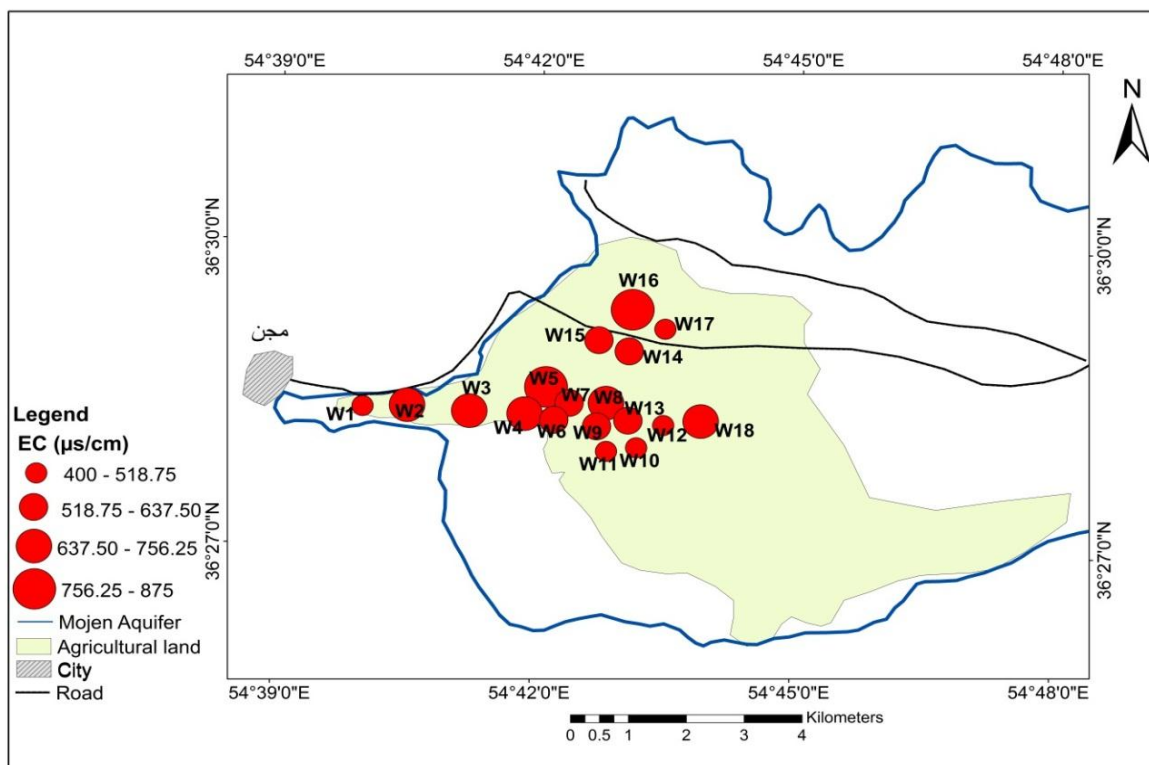 54°39'0"E 54°42'0"E 54°45'0"E 54°48'0"E
N
36°30'0"N 36°30'0"N
W16
W17
W15
W14
مجن
W5
W3
W7 W8
W1 W2 W13
W4 W6 W9 W12 W18
W11 W10
Legend
EC (µs/cm)
400 - 518.75
518.75 - 637.50
637.50 - 756.25
756.25 - 875
Mojen Aquifer
Agricultural land
City
Road
36°27'0"N 36°27'0"N
54°39'0"E 54°42'0"E 54°45'0"E 54°48'0"E
Kilometers
0 0.5 1 2 3 4